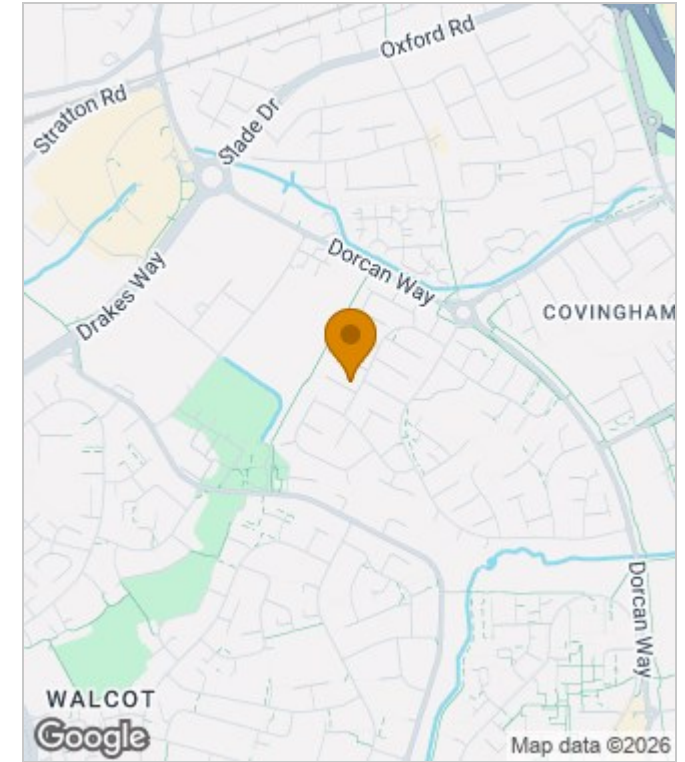 Oxford Rd
Stratton Rd
Slade Dr
Dorcan Way
Drakes Way
COVINGHAM
Dorcan Way
WALCOT
Google
Map data ©2026